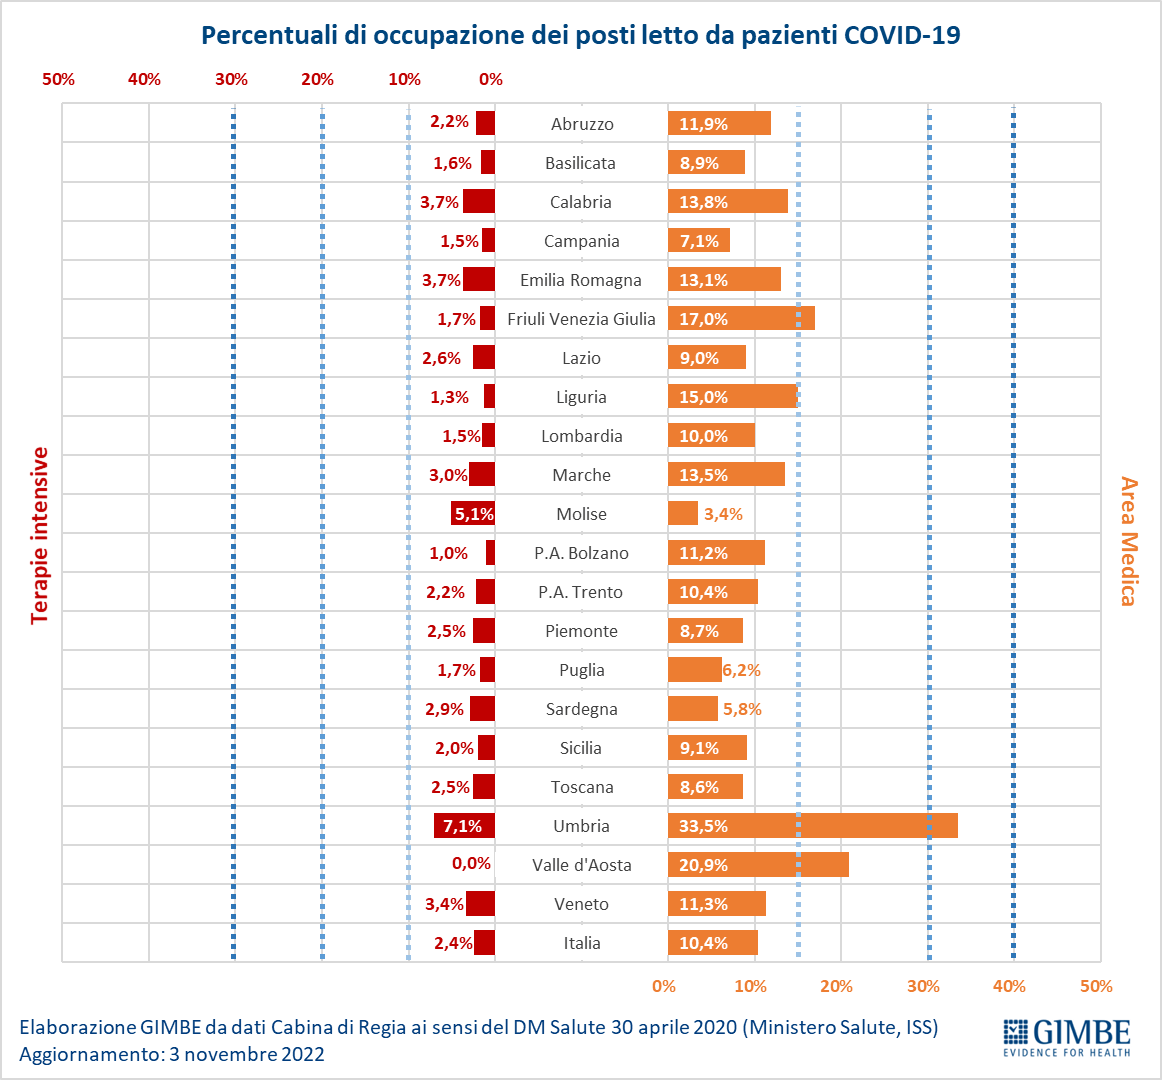 Percentuali di occupazione dei posti letto da pazienti COVID-19
50% 40% 30% 20% 10% 0%
2,2% Abruzzo 11,9%
1,6% Basilicata 8,9%
3,7% Calabria 13,8%
1,5% Campania 7,1%
3,7% Emilia Romagna 13,1%
1,7% Friuli Venezia Giulia 17,0%
2,6% Lazio 9,0%
1,3% Liguria 15,0%
1,5% Lombardia 10,0%
3,0% Marche 13,5%
5,1% Molise 3,4%
1,0% P.A. Bolzano 11,2%
2,2% P.A. Trento 10,4%
2,5% Piemonte 8,7%
1,7% Puglia 6,2%
2,9% Sardegna 5,8%
2,0% Sicilia 9,1%
2,5% Toscana 8,6%
7,1% Umbria 33,5%
0,0% Valle d'Aosta 20,9%
3,4% Veneto 11,3%
2,4% Italia 10,4%
Terapie intensive
Area Medica
0% 10% 20% 30% 40% 50%
Elaborazione GIMBE da dati Cabina di Regia ai sensi del DM Salute 30 aprile 2020 (Ministero Salute, ISS)
Aggiornamento: 3 novembre 2022
GIMBE
EVIDENCE FOR HEALTH